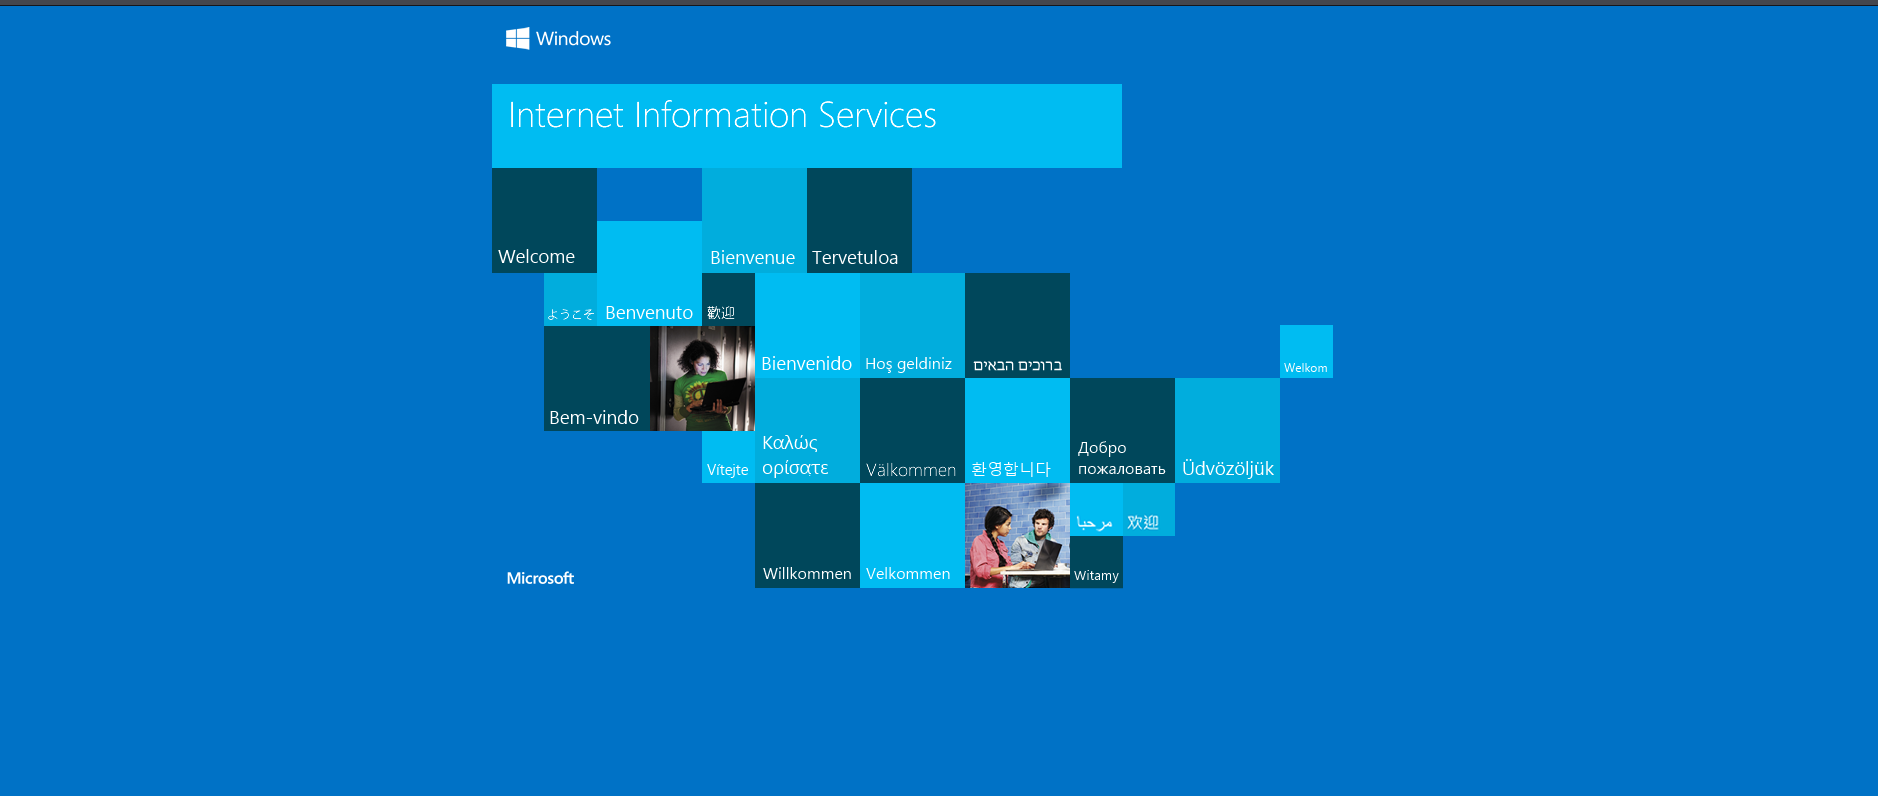 Windows
Internet Information Services
Welcome
Bienvenue
Tervetuloa
ようこそ
Benvenuto
歡迎
Bienvenido
Hoş geldiniz
ברוכים הבאים
Welkom
Bem-vindo
Vítejte
Καλώς
ορίσατε
Välkommen
환영합니다
Добро
пожаловать
Üdvözöljük
Microsoft
Willkommen
Velkommen
مرحبا
欢迎
Witamy